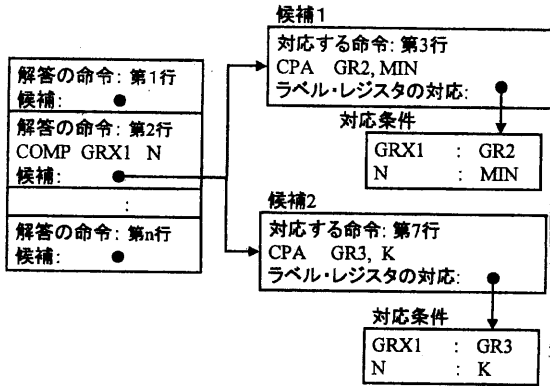 解答の命令: 第1行
候補:
解答の命令: 第2行
COMP GRX1 N
候補:
:
解答の命令: 第n行
候補:
候補1
対応する命令: 第3行
CPA GR2, MIN
ラベル・レジスタの対応:
対応条件
GRX1 : GR2
N : MIN
候補2
対応する命令: 第7行
CPA GR3, K
ラベル・レジスタの対応:
対応条件
GRX1 : GR3
N : K